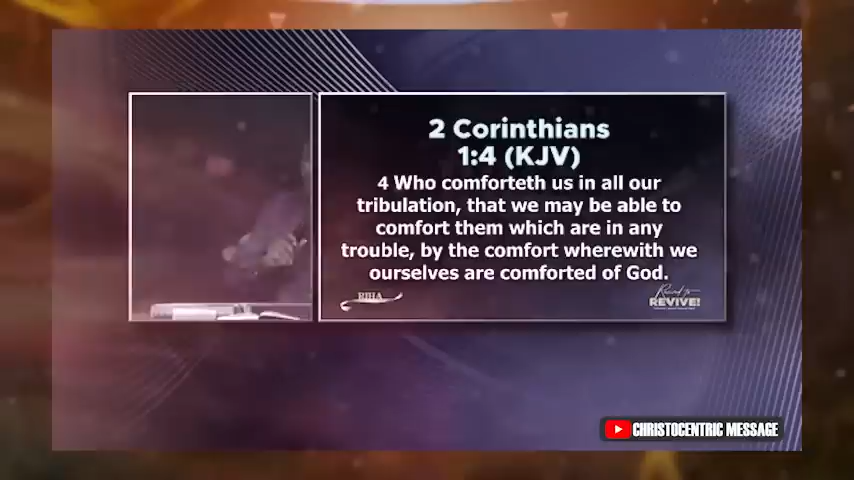 2 Corinthians
1:4 (KJV)
4 Who comforteth us in all our
tribulation, that we may be able to
comfort them which are in any
trouble, by the comfort wherewith we
ourselves are comforted of God.
REVIVE!
CHRISTOCENTRIC MESSAGE